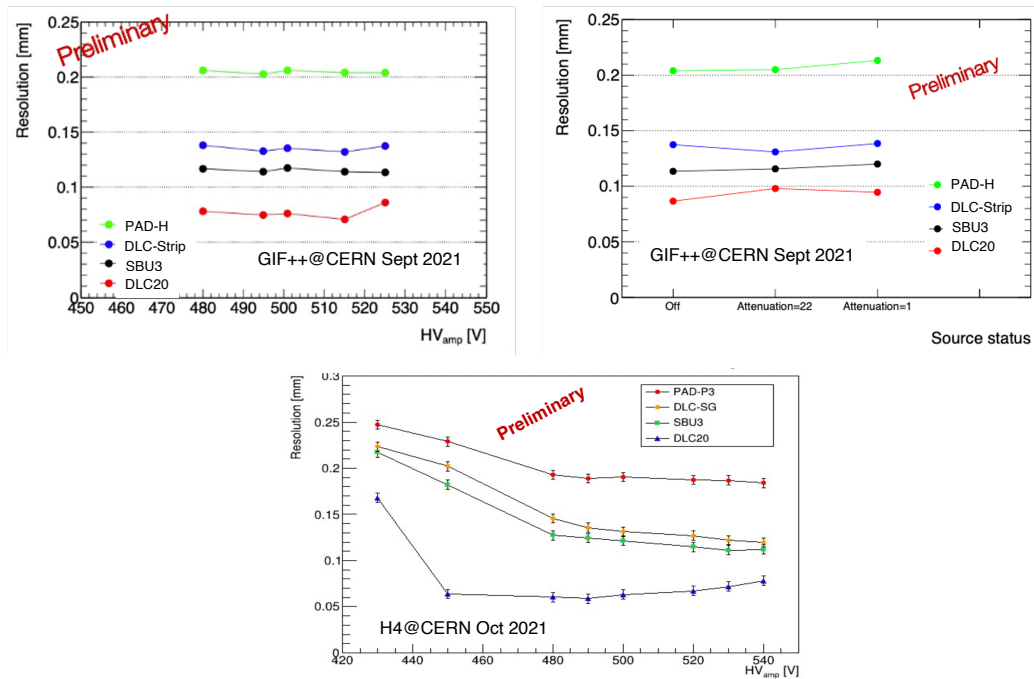 Resolution [mm]
0.25
0.2
0.15
0.1
0.05
0
Preliminary
PAD-H
DLC-Strip
SBU3
DLC20
GIF++@CERN Sept 2021
450 460 470 480 490 500 510 520 530 540 550
HVamp [V]
Resolution [mm]
0.25
0.2
0.15
0.1
0.05
0
Preliminary
PAD-H
DLC-Strip
SBU3
DLC20
GIF++@CERN Sept 2021
Off Attenuation=22 Attenuation=1
Source status
Resolution [mm]
0.3
0.25
0.2
0.15
0.1
0.05
0
Preliminary
PAD-P3
DLC-SG
SBU3
DLC20
H4@CERN Oct 2021
420 440 460 480 500 520 540
HVamp [V]